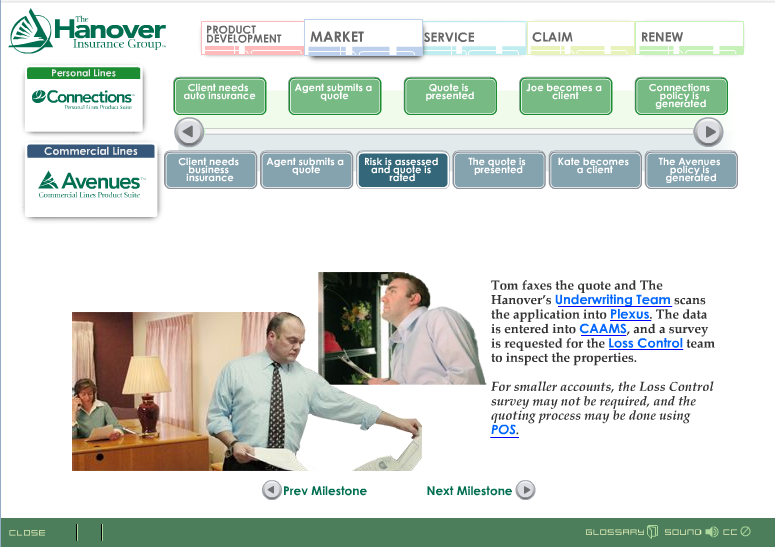 The
Hanover
Insurance Group™
PRODUCT
DEVELOPMENT
MARKET
SERVICE
CLAIM
RENEW
Personal Lines
Connections™
Personal Lines Product Suite
Client needs
auto insurance
Agent submits a
quote
Quote is
presented
Joe becomes a
client
Connections
policy is
generated
Commercial Lines
Avenues™
Commercial Lines Product Suite
Client needs
business
insurance
Agent submits a
quote
Risk is assessed
and quote is
rated
The quote is
presented
Kate becomes
a client
The Avenues
policy is
generated
Tom faxes the quote and The
Hanover's Underwriting Team scans
the application into Plexus. The data
is entered into CAAMS, and a survey
is requested for the Loss Control team
to inspect the properties.
For smaller accounts, the Loss Control
survey may not be required, and the
quoting process may be done using
POS.
Prev Milestone
Next Milestone
CLOSE
GLOSSARY
SOUND
CC